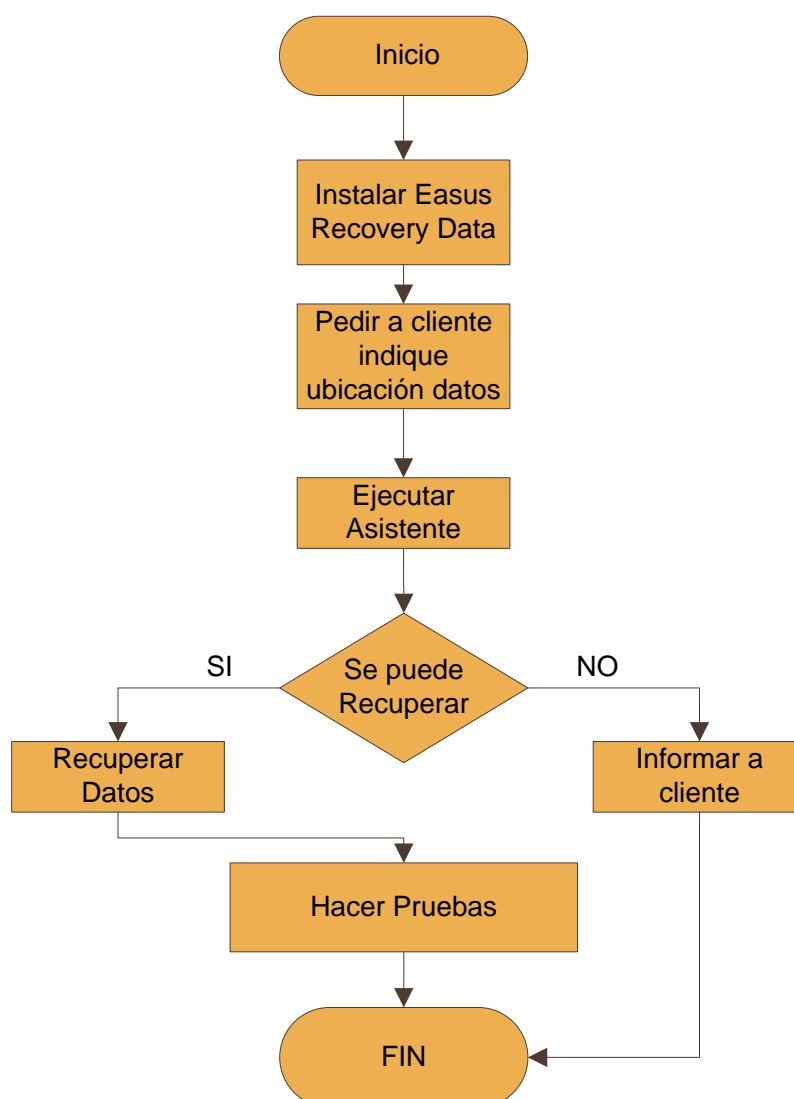 Inicio
Instalar Easus
Recovery Data
Pedir a cliente
indique
ubicación datos
Ejecutar
Asistente
Se puede
Recuperar
SI
NO
Recuperar
Datos
Informar a
cliente
Hacer Pruebas
FIN